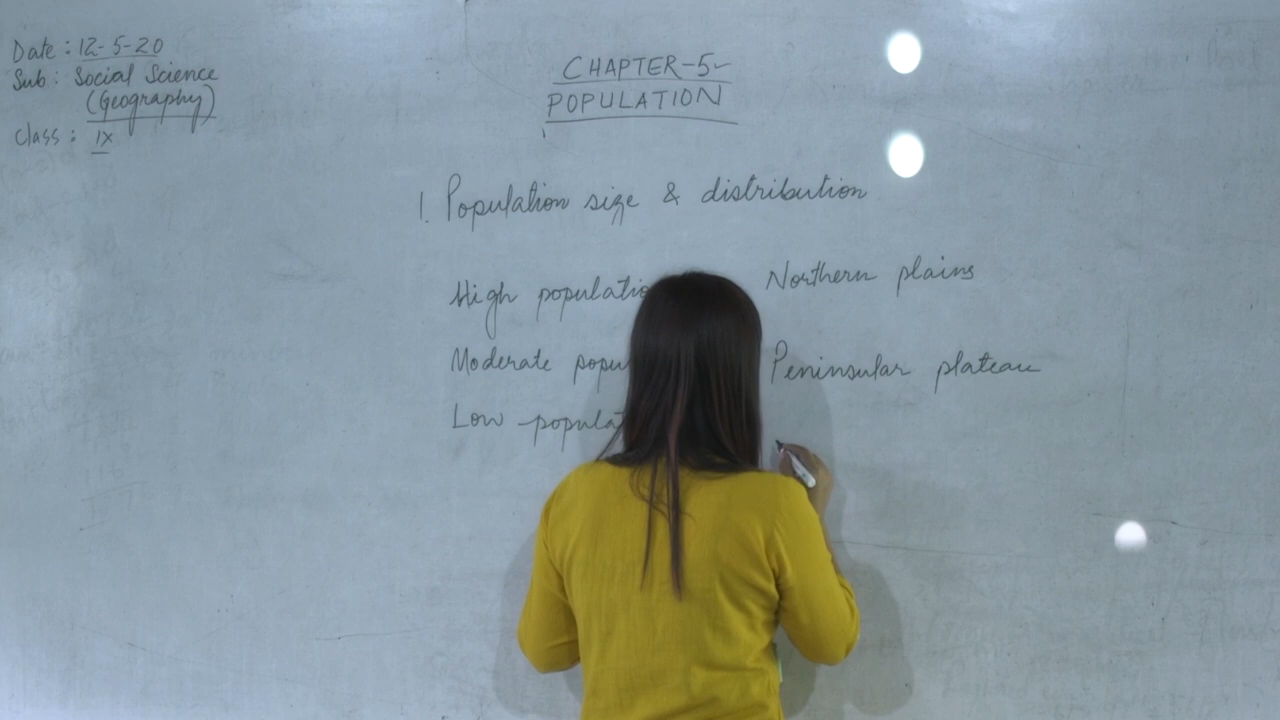 Date : 12-5-20
Sub : Social Science
(Geography)
Class : IX
CHAPTER-5
POPULATION
1. Population size & distribution
High Northern plains
Moderate Peninsular plateau
Low